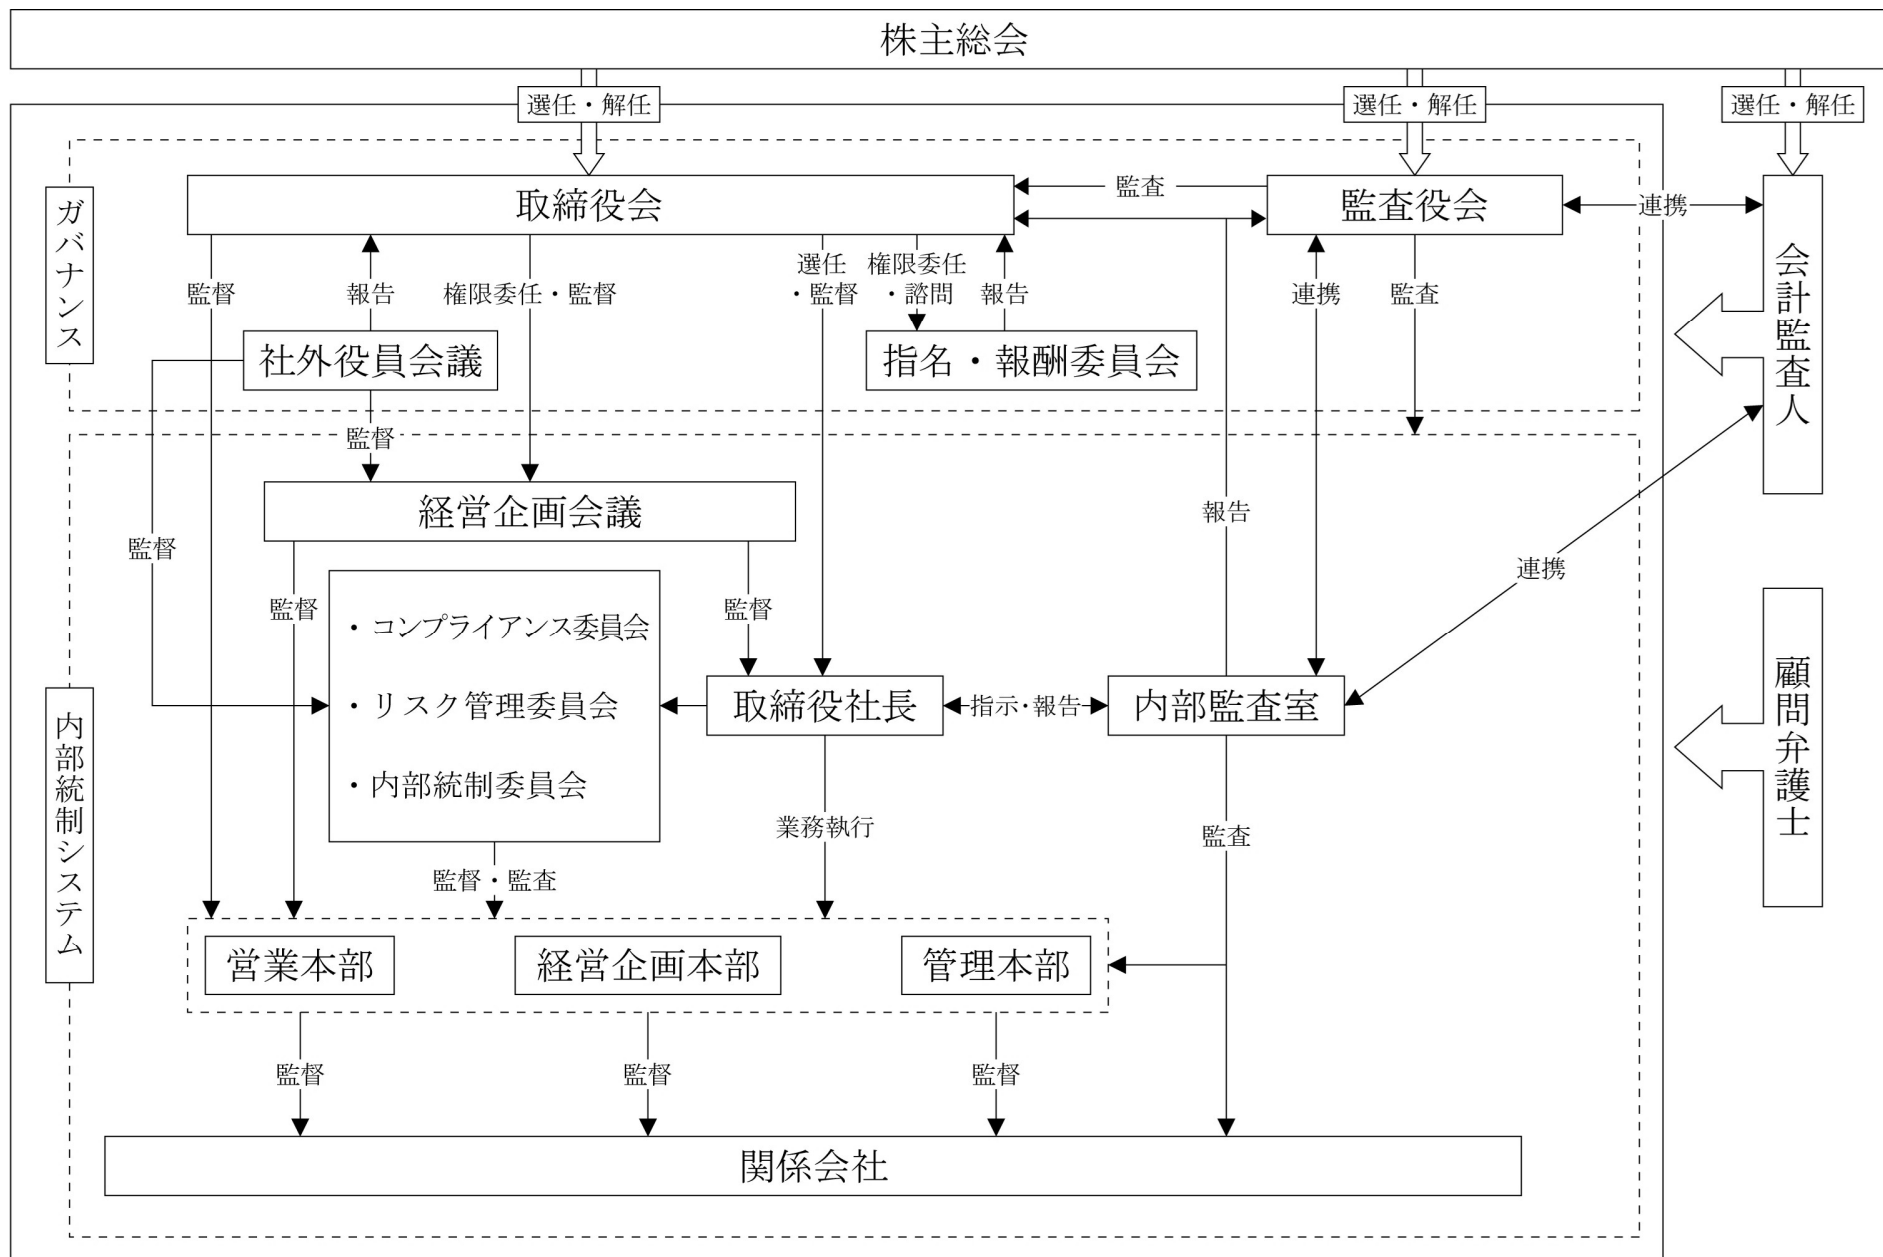 株主総会
選任・解任
選任・解任
選任・解任
ガバナンス
取締役会
監査
監査役会
連携
会計監査人
監督
報告
権限委任・監督
選任
・監督
権限委任
・諮問
報告
連携
監査
社外役員会議
指名・報酬委員会
監督
経営企画会議
監督
報告
連携
監督
監督
・コンプライアンス委員会
・リスク管理委員会
・内部統制委員会
取締役社長
指示・報告
内部監査室
顧問弁護士
内部統制システム
業務執行
監査
監督・監査
営業本部
経営企画本部
管理本部
監督
監督
監督
関係会社